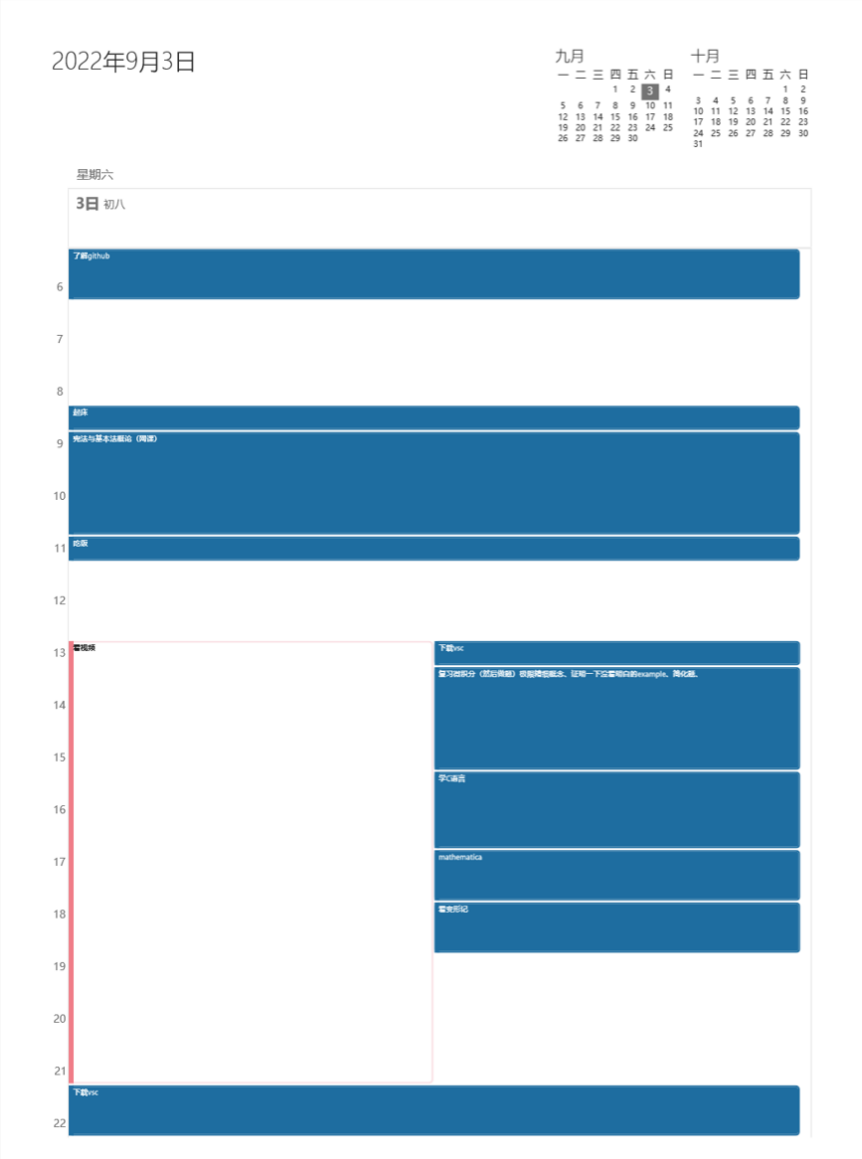 2022年9月3日
九月
一 二 三 四 五 六 日
1 2 3 4
5 6 7 8 9 10 11
12 13 14 15 16 17 18
19 20 21 22 23 24 25
26 27 28 29 30
十月
一 二 三 四 五 六 日
1 2
3 4 5 6 7 8 9
10 11 12 13 14 15 16
17 18 19 20 21 22 23
24 25 26 27 28 29 30
31
星期六
3日 初八
了解github
6
7
8
起床
宪法与基本法概论（网课）
9
10
吃饭
11
12
看视频
下载vsc
13
复习微积分（然后做题）极限精细概念、证明一下没看明白的example、简化题。
14
15
学C语言
16
mathematica
17
看变形记
18
19
20
21
下载vsc
22